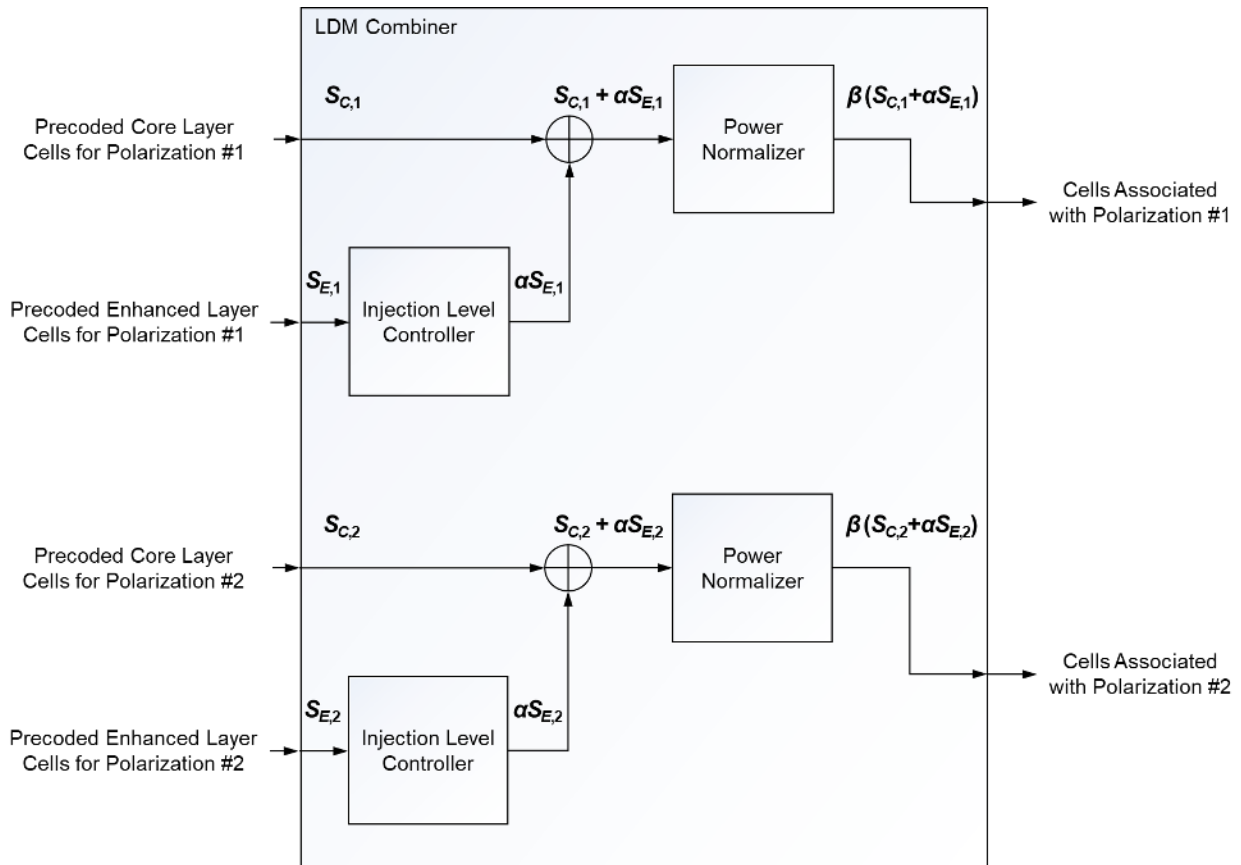 LDM Combiner
S_C,1
S_C,1 + αS_E,1
β(S_C,1+αS_E,1)
Precoded Core Layer
Cells for Polarization #1
Power
Normalizer
Cells Associated
with Polarization #1
S_E,1
αS_E,1
Precoded Enhanced Layer
Cells for Polarization #1
Injection Level
Controller
S_C,2
S_C,2 + αS_E,2
β(S_C,2+αS_E,2)
Precoded Core Layer
Cells for Polarization #2
Power
Normalizer
Cells Associated
with Polarization #2
S_E,2
αS_E,2
Precoded Enhanced Layer
Cells for Polarization #2
Injection Level
Controller